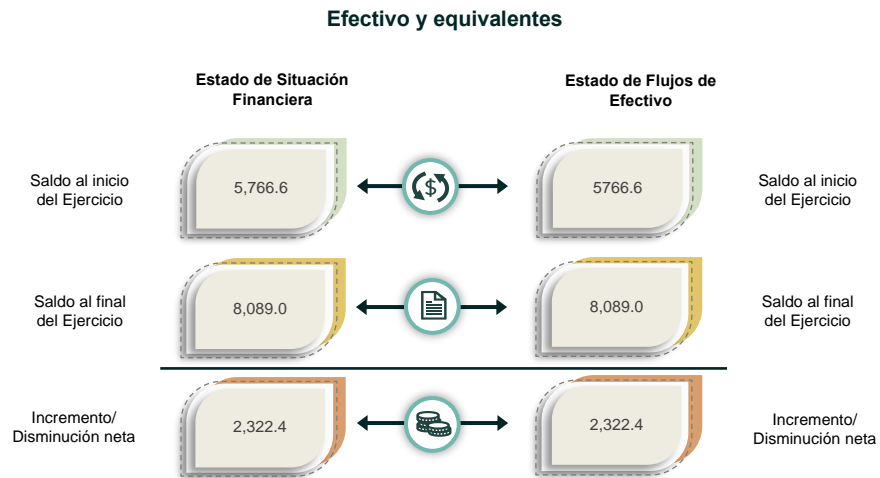 Efectivo y equivalentes
Estado de Situación
Financiera
Estado de Flujos de
Efectivo
Saldo al inicio
del Ejercicio
5,766.6
$
5766.6
Saldo al inicio
del Ejercicio
Saldo al final
del Ejercicio
8,089.0
8,089.0
Saldo al final
del Ejercicio
Incremento/
Disminución neta
2,322.4
2,322.4
Incremento/
Disminución neta